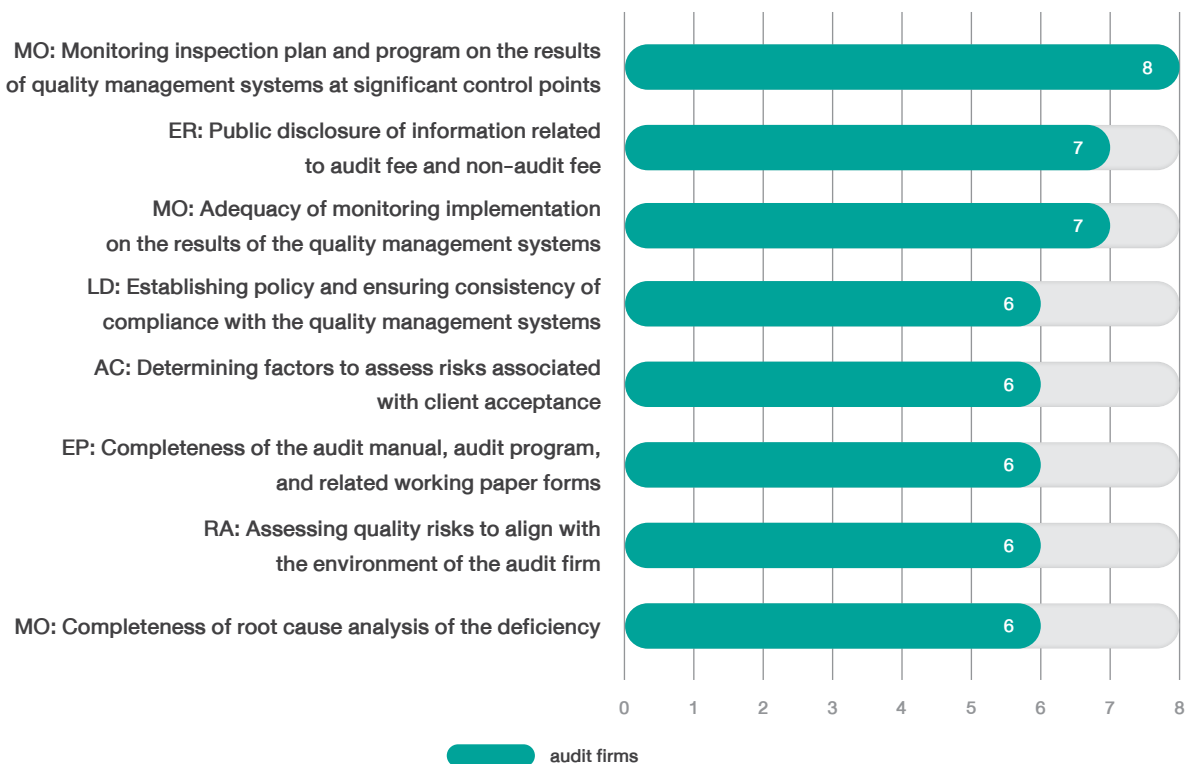 MO: Monitoring inspection plan and program on the results
of quality management systems at significant control points
8
ER: Public disclosure of information related
to audit fee and non-audit fee
7
MO: Adequacy of monitoring implementation
on the results of the quality management systems
7
LD: Establishing policy and ensuring consistency of
compliance with the quality management systems
6
AC: Determining factors to assess risks associated
with client acceptance
6
EP: Completeness of the audit manual, audit program,
and related working paper forms
6
RA: Assessing quality risks to align with
the environment of the audit firm
6
MO: Completeness of root cause analysis of the deficiency
6
0 1 2 3 4 5 6 7 8
audit firms